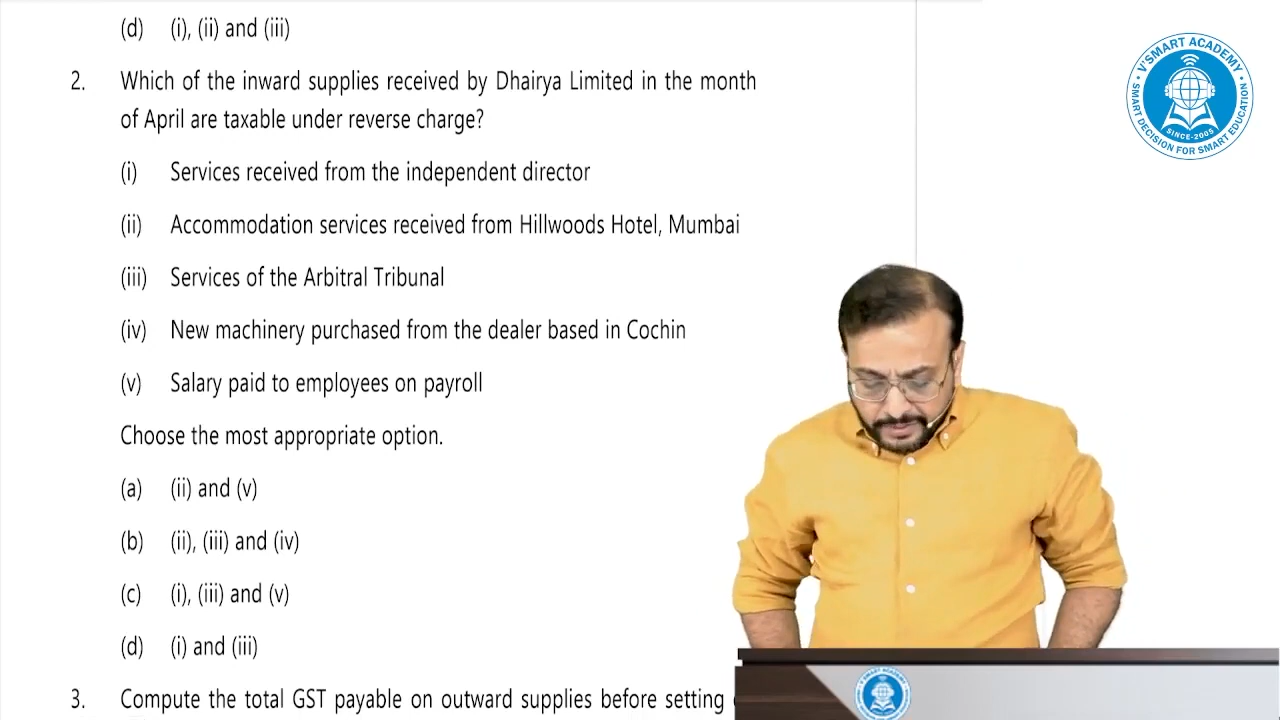 (d) (i), (ii) and (iii)
2. Which of the inward supplies received by Dhairya Limited in the month
of April are taxable under reverse charge?
(i) Services received from the independent director
(ii) Accommodation services received from Hillwoods Hotel, Mumbai
(iii) Services of the Arbitral Tribunal
(iv) New machinery purchased from the dealer based in Cochin
(v) Salary paid to employees on payroll
Choose the most appropriate option.
(a) (ii) and (v)
(b) (ii), (iii) and (iv)
(c) (i), (iii) and (v)
(d) (i) and (iii)
3. Compute the total GST payable on outward supplies before setting
V'SMART ACADEMY
SINCE-2005
SMART DECISION FOR SMART EDUCATION